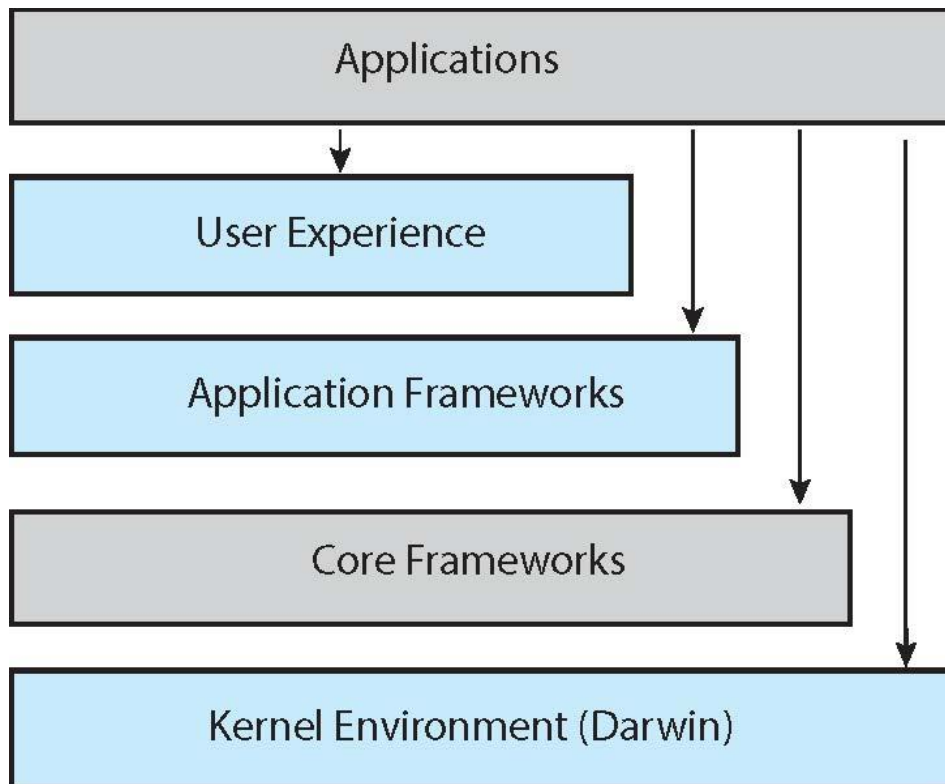 Applications
User Experience
Application Frameworks
Core Frameworks
Kernel Environment (Darwin)